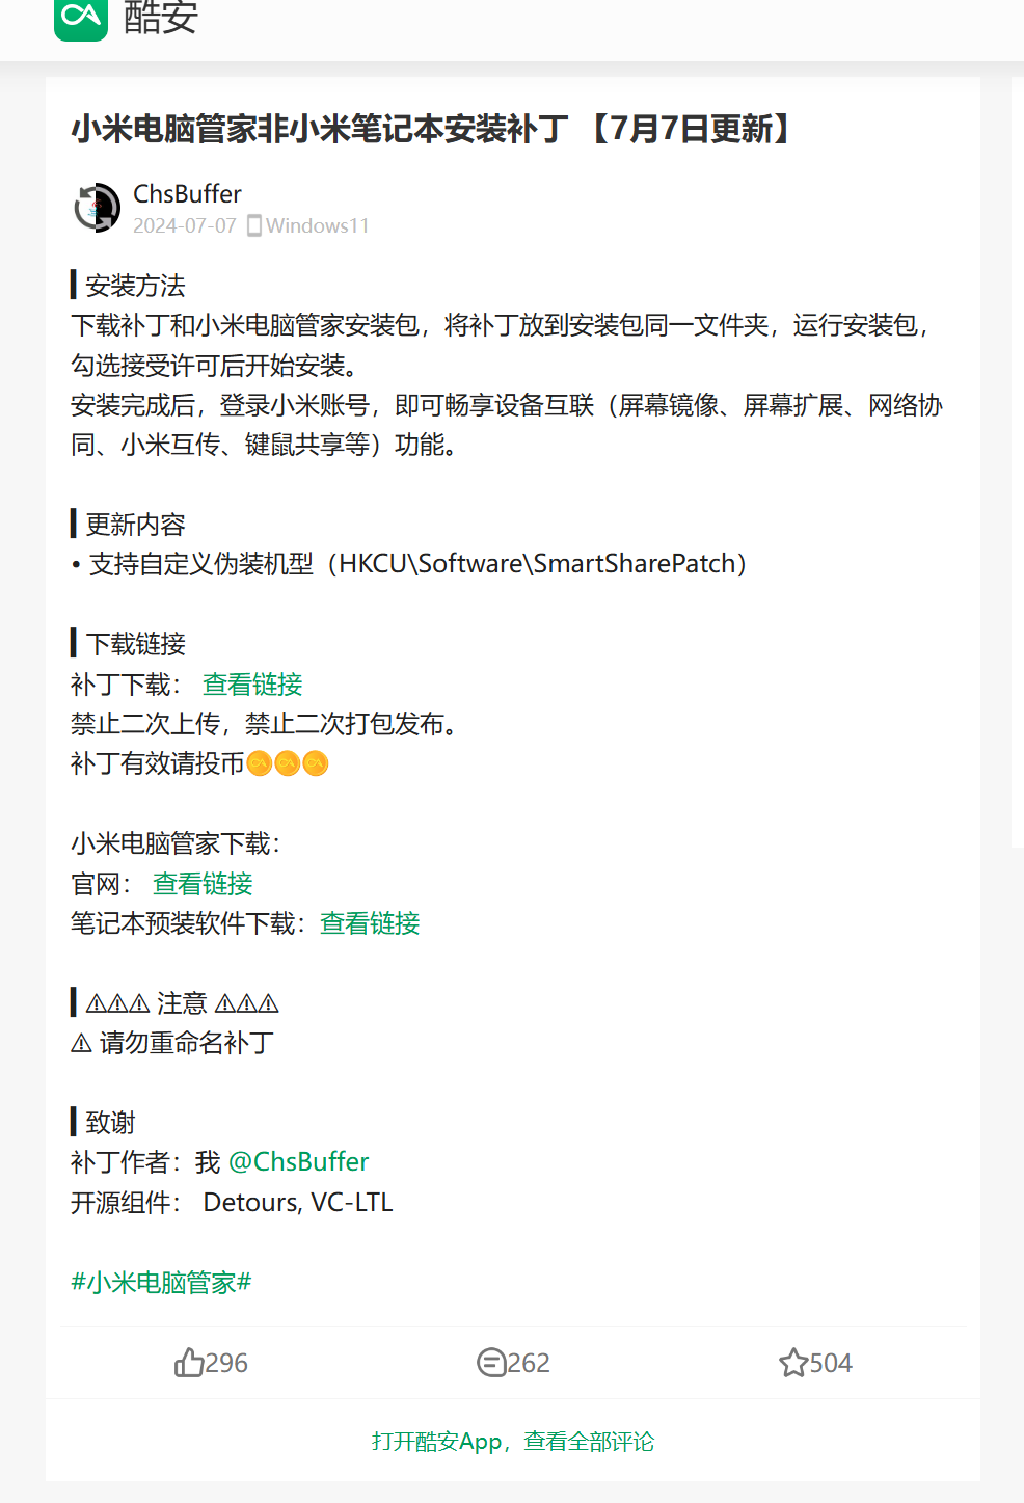 酷安
小米电脑管家非小米笔记本安装补丁 【7月7日更新】
ChsBuffer
2024-07-07 Windows11
安装方法
下载补丁和小米电脑管家安装包，将补丁放到安装包同一文件夹，运行安装包，
勾选接受许可后开始安装。
安装完成后，登录小米账号，即可畅享设备互联（屏幕镜像、屏幕扩展、网络协
同、小米互传、键鼠共享等）功能。
更新内容
• 支持自定义伪装机型（HKCU\Software\SmartSharePatch）
下载链接
补丁下载： 查看链接
禁止二次上传，禁止二次打包发布。
补丁有效请投币
小米电脑管家下载：
官网： 查看链接
笔记本预装软件下载：查看链接
⚠⚠⚠ 注意 ⚠⚠⚠
⚠ 请勿重命名补丁
致谢
补丁作者：我 @ChsBuffer
开源组件： Detours, VC-LTL
#小米电脑管家#
296
262
504
打开酷安App，查看全部评论